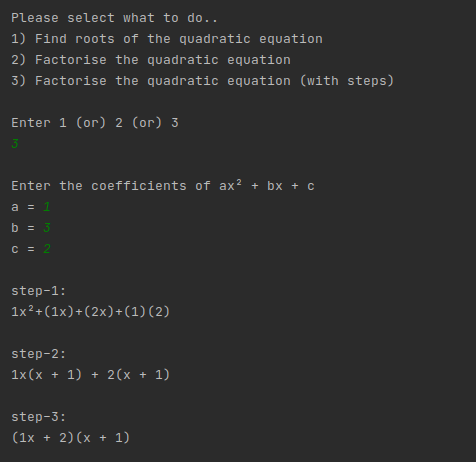 Please select what to do..
1) Find roots of the quadratic equation
2) Factorise the quadratic equation
3) Factorise the quadratic equation (with steps)
Enter 1 (or) 2 (or) 3
3
Enter the coefficients of ax² + bx + c
a = 1
b = 3
c = 2
step-1:
1x²+(1x)+(2x)+(1)(2)
step-2:
1x(x + 1) + 2(x + 1)
step-3:
(1x + 2)(x + 1)